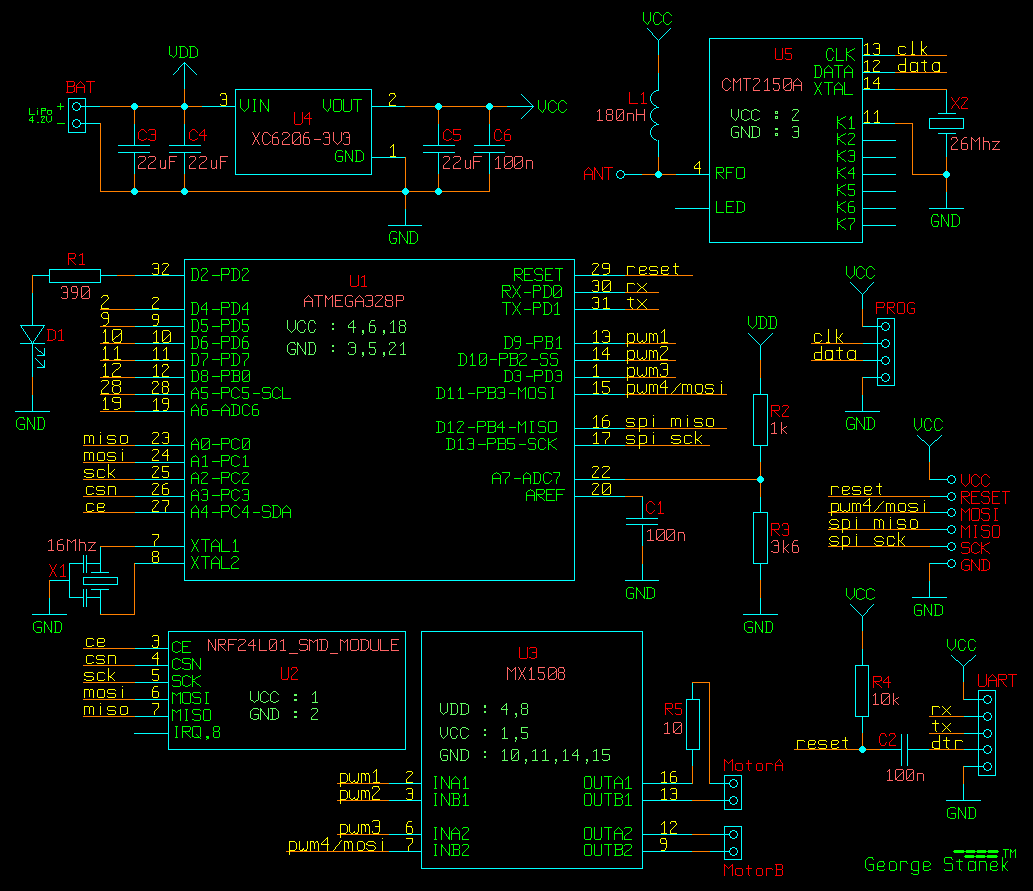 VDD
BAT
LiPo
4.2V
+
-
3 VIN VOUT 2
U4
XC6206-3V3
GND 1
VCC
C3
22uF
C4
22uF
C5
22uF
C6
100n
GND
VCC
L1
180nH
ANT
4 RFO
LED
U5
CMT2150A
VCC : 2
GND : 3
CLK 13 clk
DATA 12 data
XTAL 14
K1 11
K2
K3
K4
K5
K6
K7
X2
26Mhz
GND
R1
390
D1
GND
U1
ATMEGA328P
VCC : 4,6,18
GND : 3,5,21
32 D2-PD2
2 2 D4-PD4
9 9 D5-PD5
10 10 D6-PD6
11 11 D7-PD7
12 12 D8-PB0
28 28 A5-PC5-SCL
19 19 A6-ADC6
miso 23 A0-PC0
mosi 24 A1-PC1
sck 25 A2-PC2
csn 26 A3-PC3
ce 27 A4-PC4-SDA
7 XTAL1
8 XTAL2
RESET 29 reset
RX-PD0 30 rx
TX-PD1 31 tx
D9-PB1 13 pwm1
D10-PB2-SS 14 pwm2
D3-PD3 1 pwm3
D11-PB3-MOSI 15 pwm4/mosi
D12-PB4-MISO 16 spi miso
D13-PB5-SCK 17 spi sck
A7-ADC7 22
AREF 20
16Mhz
X1
GND
C1
100n
GND
VDD
R2
1k
R3
3k6
GND
VCC
PROG
clk
data
GND
VCC
VCC
reset RESET
pwm4/mosi MOSI
spi miso MISO
spi sck SCK
GND
GND
NRF24L01_SMD_MODULE
U2
VCC : 1
GND : 2
ce 3 CE
csn 4 CSN
sck 5 SCK
mosi 6 MOSI
miso 7 MISO
IRQ,8
U3
MX1508
VDD : 4,8
VCC : 1,5
GND : 10,11,14,15
pwm1 2 INA1
pwm2 3 INB1
pwm3 6 INA2
pwm4/mosi 7 INB2
OUTA1 16
OUTB1 13
OUTA2 12
OUTB2 9
R5
10
MotorA
MotorB
VCC
R4
10k
reset
C2
100n
VCC
UART
rx
tx
dtr
GND
George Stanek TM